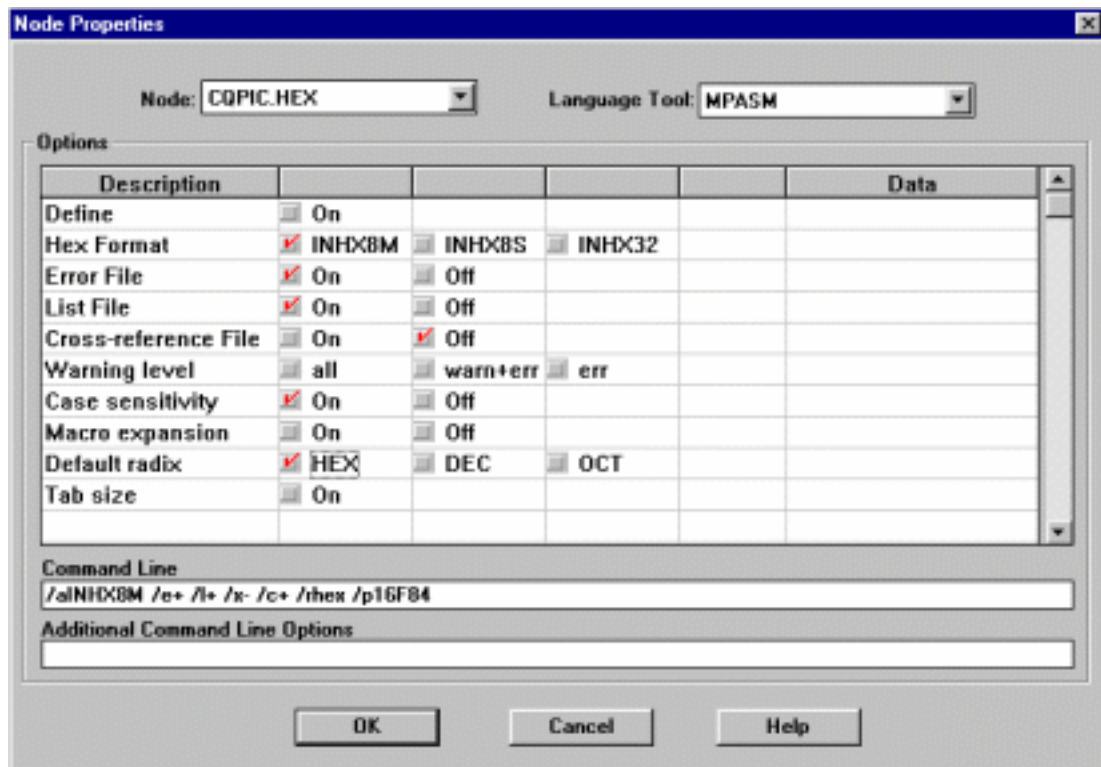 Node Properties
Node: CQPIC.HEX Language Tool: MPASM
Options
Description Data
Define On
Hex Format INHX8M INHX8S INHX32
Error File On Off
List File On Off
Cross-reference File On Off
Warning level all warn+err err
Case sensitivity On Off
Macro expansion On Off
Default radix HEX DEC OCT
Tab size On
Command Line
/aINHX8M /e+ /l+ /x- /c+ /rhex /p16F84
Additional Command Line Options
OK Cancel Help